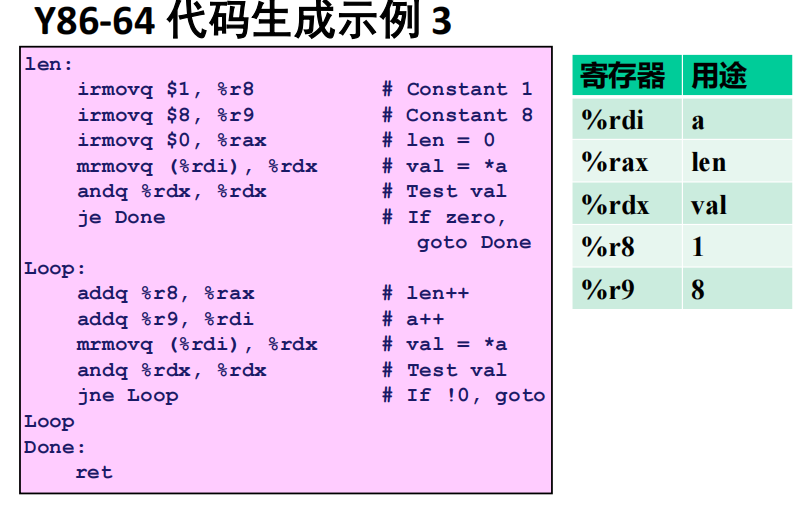 Y86-64 代码生成示例 3
len:
irmovq $1, %r8 # Constant 1
irmovq $8, %r9 # Constant 8
irmovq $0, %rax # len = 0
mrmovq (%rdi), %rdx # val = *a
andq %rdx, %rdx # Test val
je Done # If zero,
goto Done
Loop:
addq %r8, %rax # len++
addq %r9, %rdi # a++
mrmovq (%rdi), %rdx # val = *a
andq %rdx, %rdx # Test val
jne Loop # If !0, goto
Loop
Done:
ret
寄存器 用途
%rdi a
%rax len
%rdx val
%r8 1
%r9 8